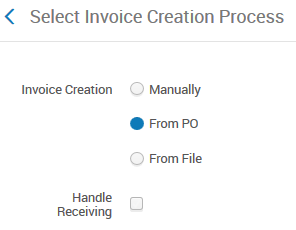 Select Invoice Creation Process
Invoice Creation
Manually
From PO
From File
Handle
Receiving